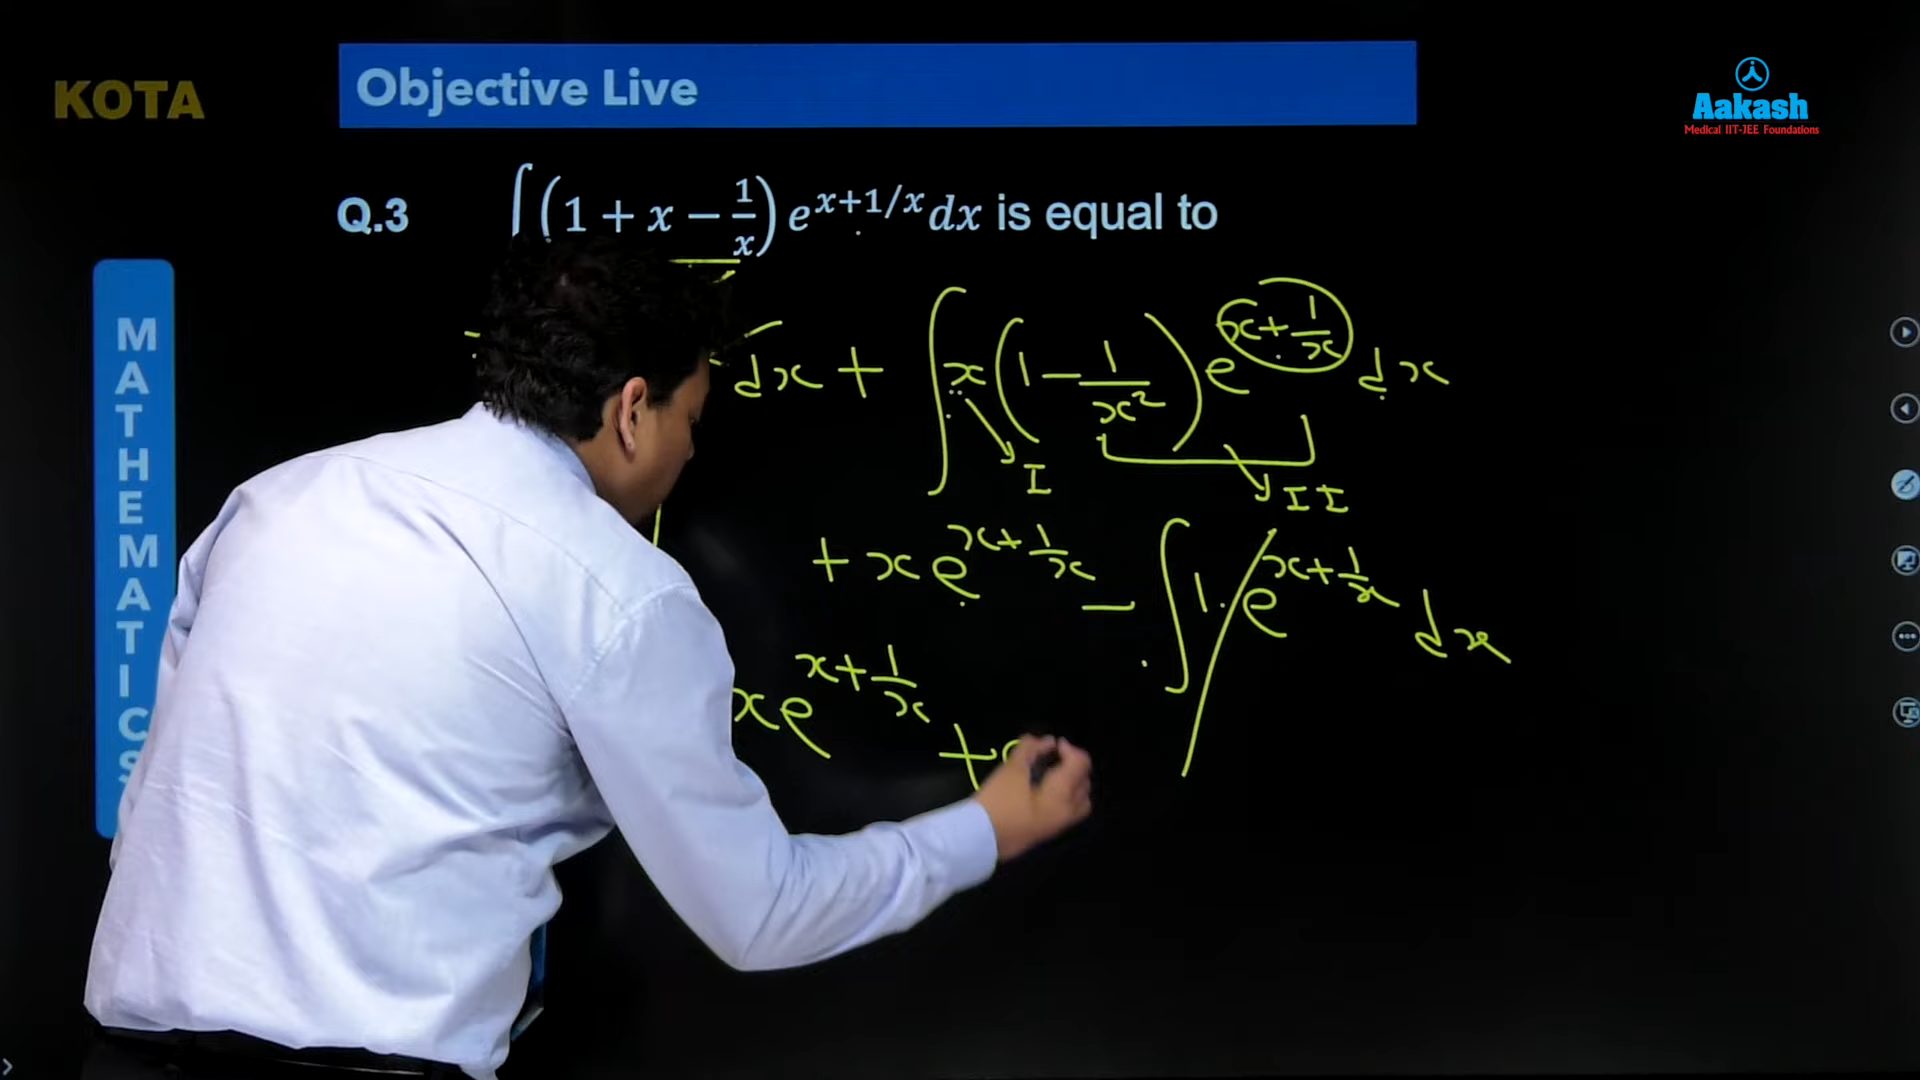 KOTA
Objective Live
Aakash
Medical IIT-JEE Foundations
Q.3 ∫(1 + x − 1/x) e^{x+1/x} dx is equal to
MATHEMATICS
dx + ∫ x (1 − 1/x²) e^{x + 1/x} dx
I
II
+ x e^{x + 1/x} − ∫ 1. e^{x + 1/x} dx
x e^{x + 1/x} +